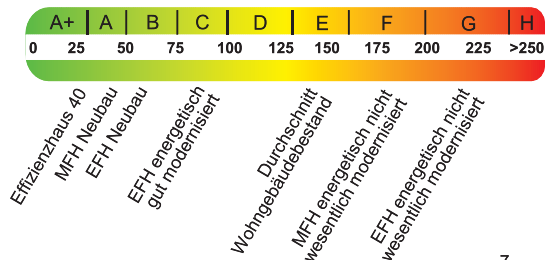 A+ A B C D E F G H
0 25 50 75 100 125 150 175 200 225 >250
Effizienzhaus 40
MFH Neubau
EFH Neubau
EFH energetisch
gut modernisiert
Durchschnitt
Wohngebäudebestand
MFH energetisch nicht
wesentlich modernisiert
EFH energetisch nicht
wesentlich modernisiert
7